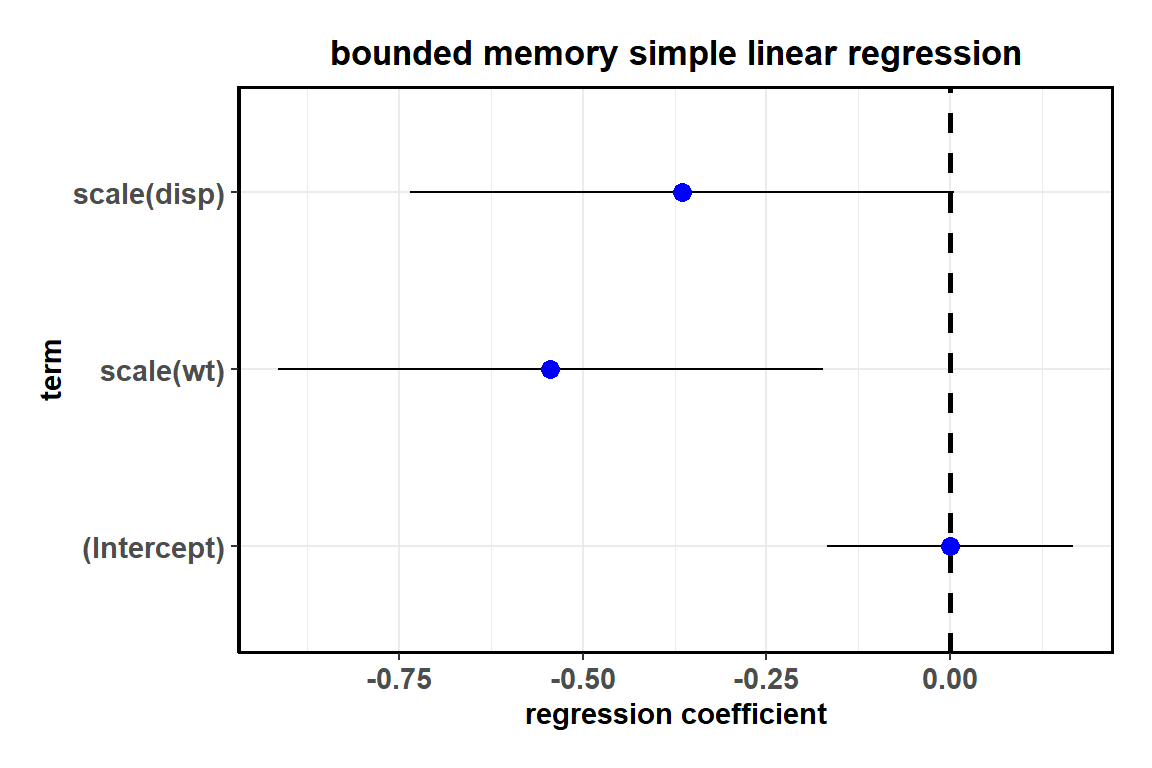 bounded memory simple linear regression
scale(disp)
scale(wt)
(Intercept)
term
-0.75
-0.50
-0.25
0.00
regression coefficient